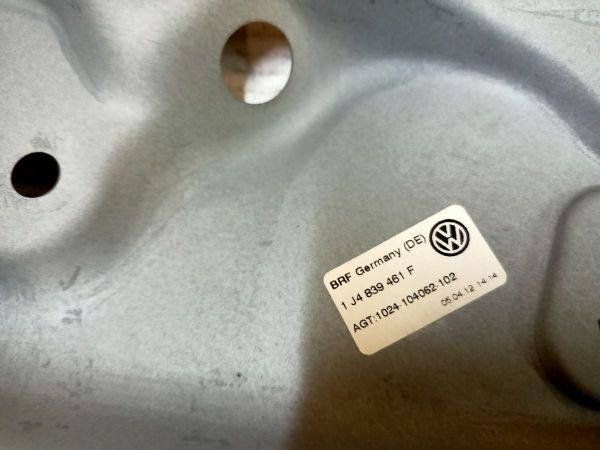 BRF Germany (DE)
1 J4 839 461 F
AGT:1024-104062-102
05.04.12 14:14